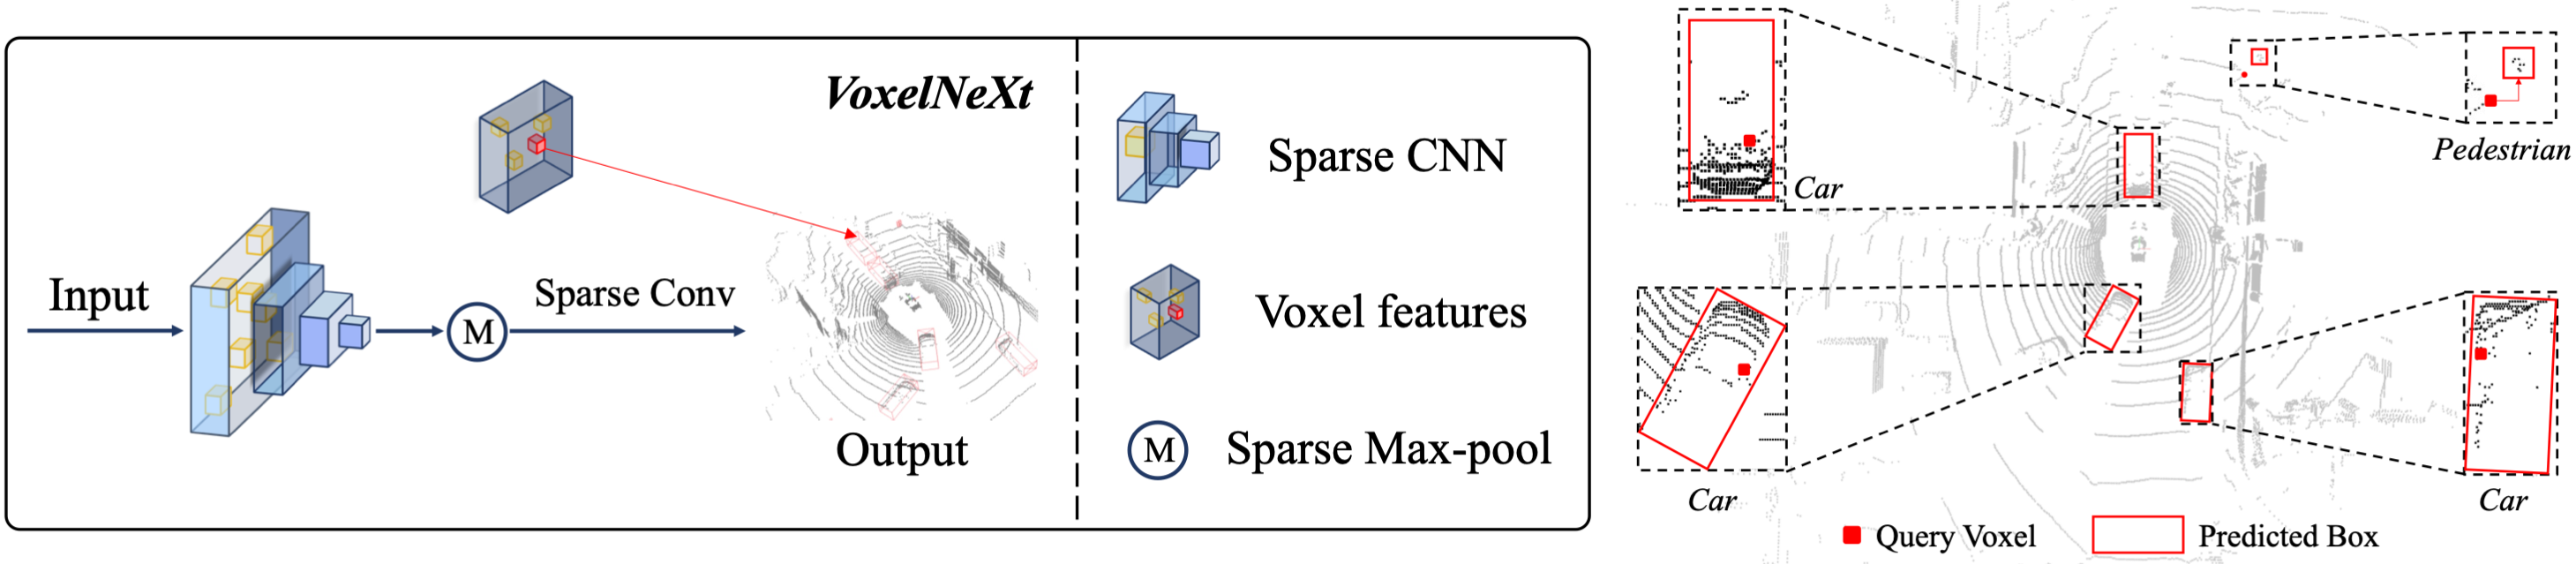 VoxelNeXt
Input
M
Sparse Conv
Output
Sparse CNN
Voxel features
M
Sparse Max-pool
Car
Pedestrian
Car
Car
Query Voxel
Predicted Box